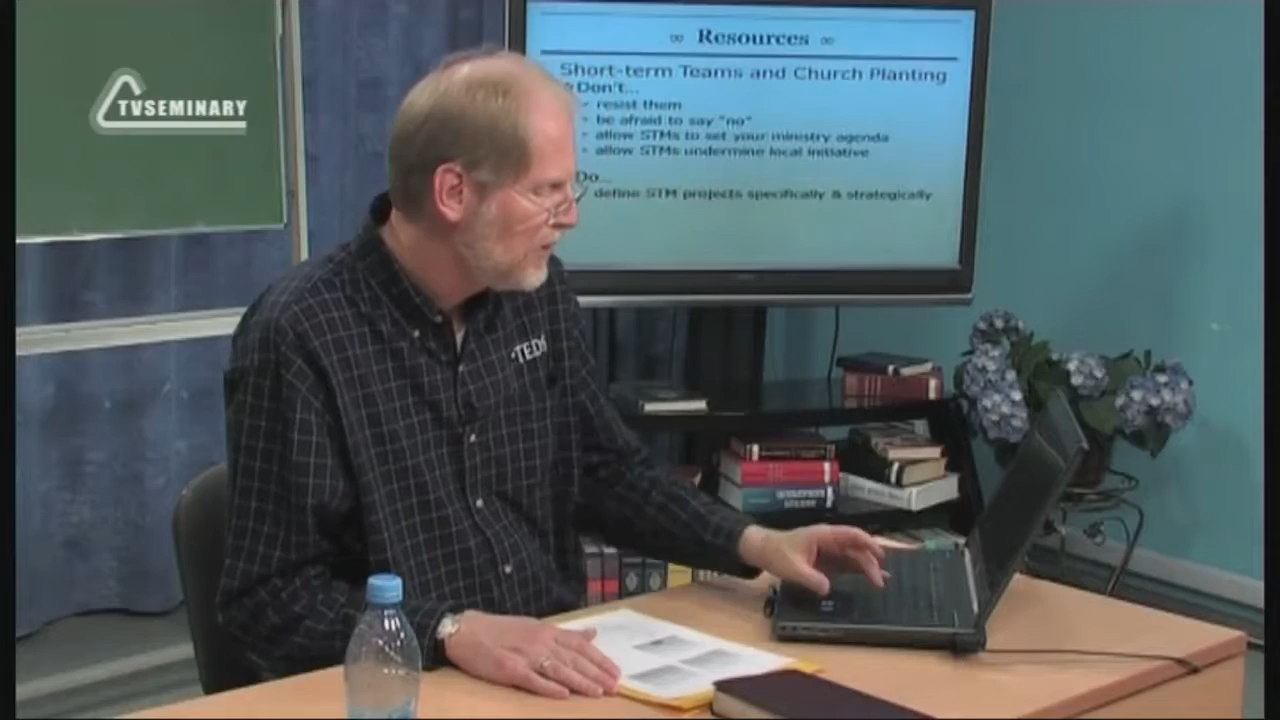 TVSEMINARY
∞ Resources ∞
Short-term Teams and Church Planting
Don't...
- resist them
- be afraid to say "no"
- allow STMs to set your ministry agenda
- allow STMs undermine local initiative
Do...
define STM projects specifically & strategically
TEDS